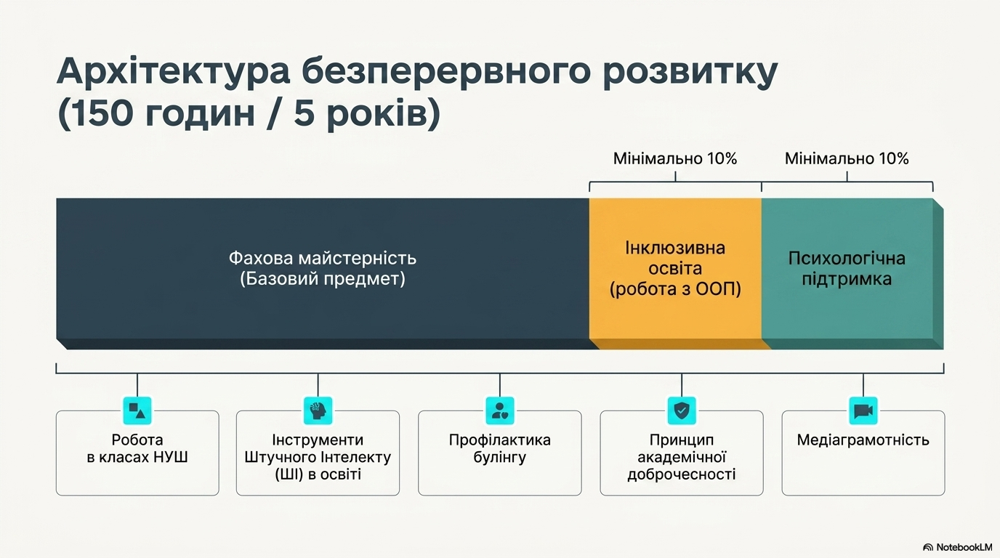 Архітектура безперервного розвитку
(150 годин / 5 років)
Мінімально 10%
Мінімально 10%
Фахова майстерність
(Базовий предмет)
Інклюзивна
освіта
(робота з ООП)
Психологічна
підтримка
Робота
в класах НУШ
Інструменти
Штучного Інтелекту
(ШІ) в освіті
Профілактика
булінгу
Принцип
академічної
доброчесності
Медіаграмотність
NotebookLM